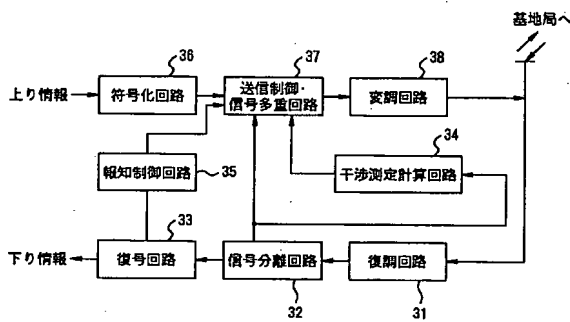 基地局へ
36
37
38
上り情報
符号化回路
送信制御・
信号多重回路
変調回路
34
報知制御回路
35
干渉測定計算回路
33
下り情報
復号回路
信号分離回路
復調回路
32
31